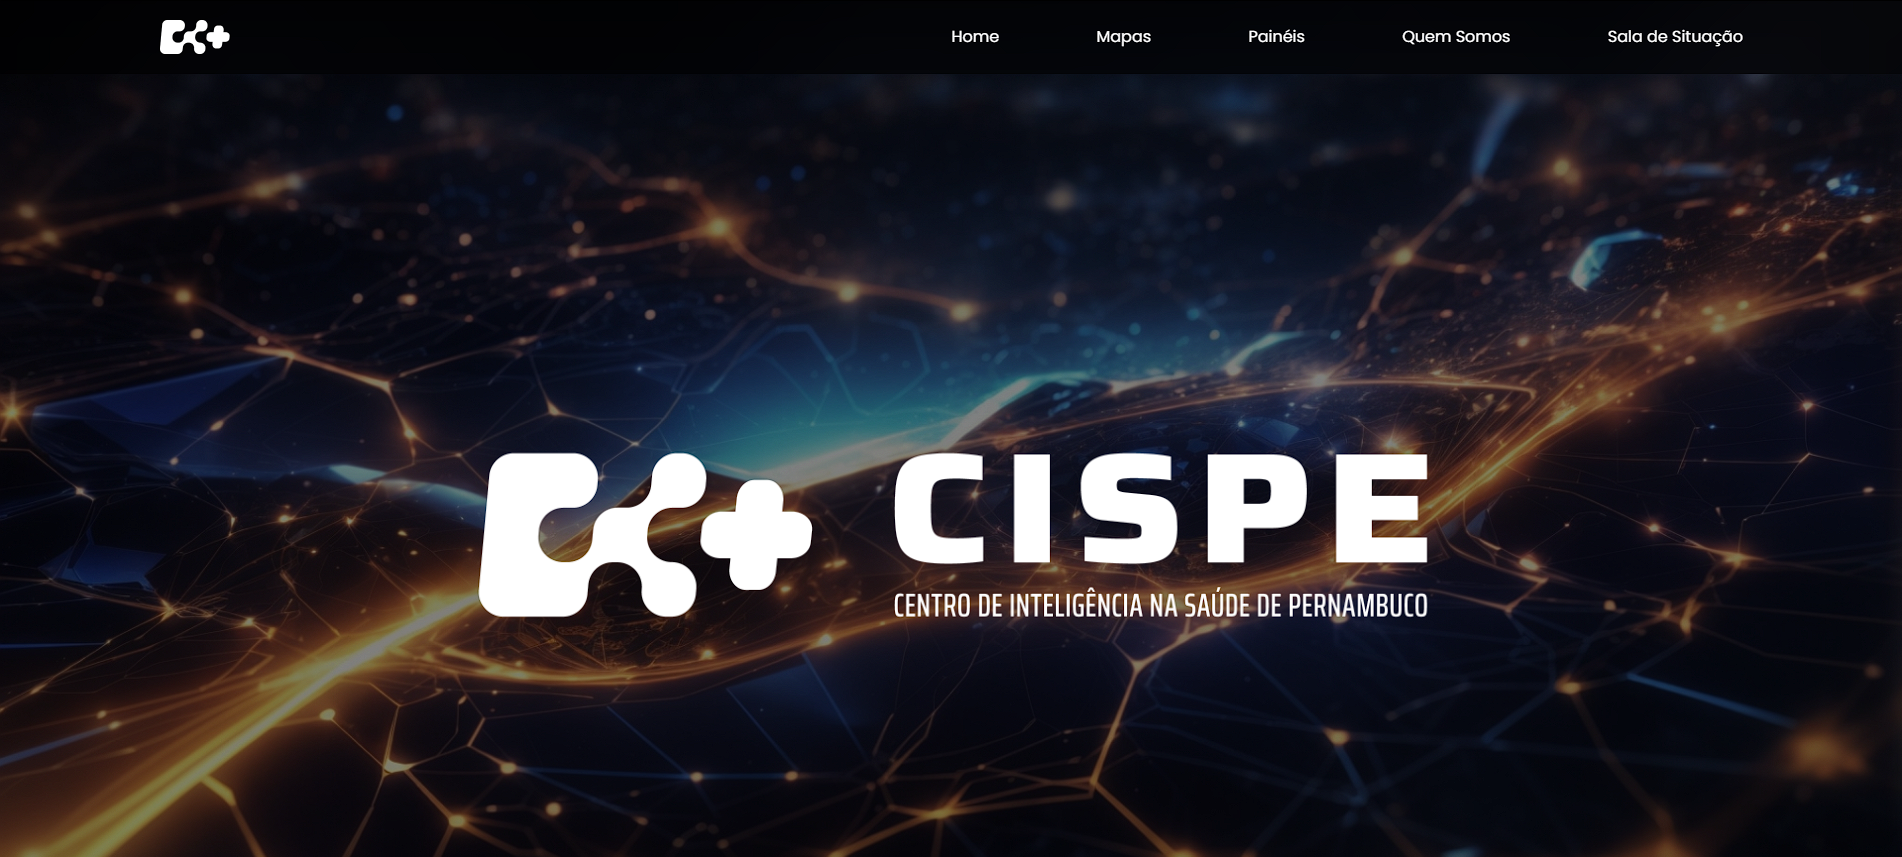 Home Mapas Painéis Quem Somos Sala de Situação
CISPE
CENTRO DE INTELIGÊNCIA NA SAÚDE DE PERNAMBUCO